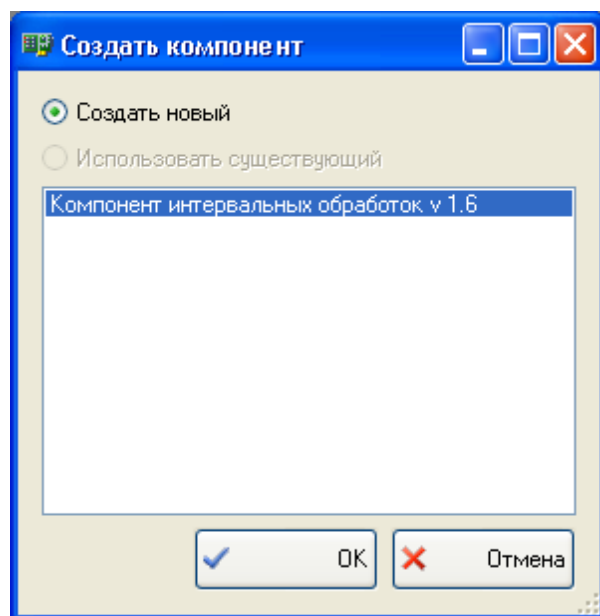 Создать компонент
Создать новый
Использовать существующий
Компонент интервальных обработок v 1.6
OK
Отмена